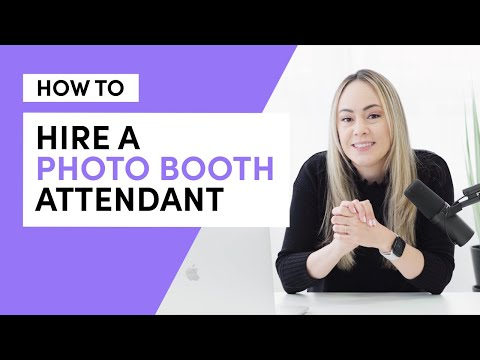 HOW TO
HIRE A
PHOTO BOOTH
ATTENDANT